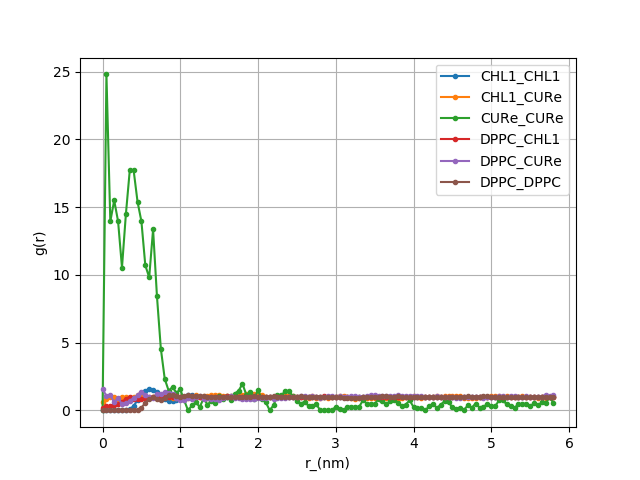 25
20
15
10
5
0
g(r)
CHL1_CHL1
CHL1_CURe
CURe_CURe
DPPC_CHL1
DPPC_CURe
DPPC_DPPC
0 1 2 3 4 5 6
r_(nm)